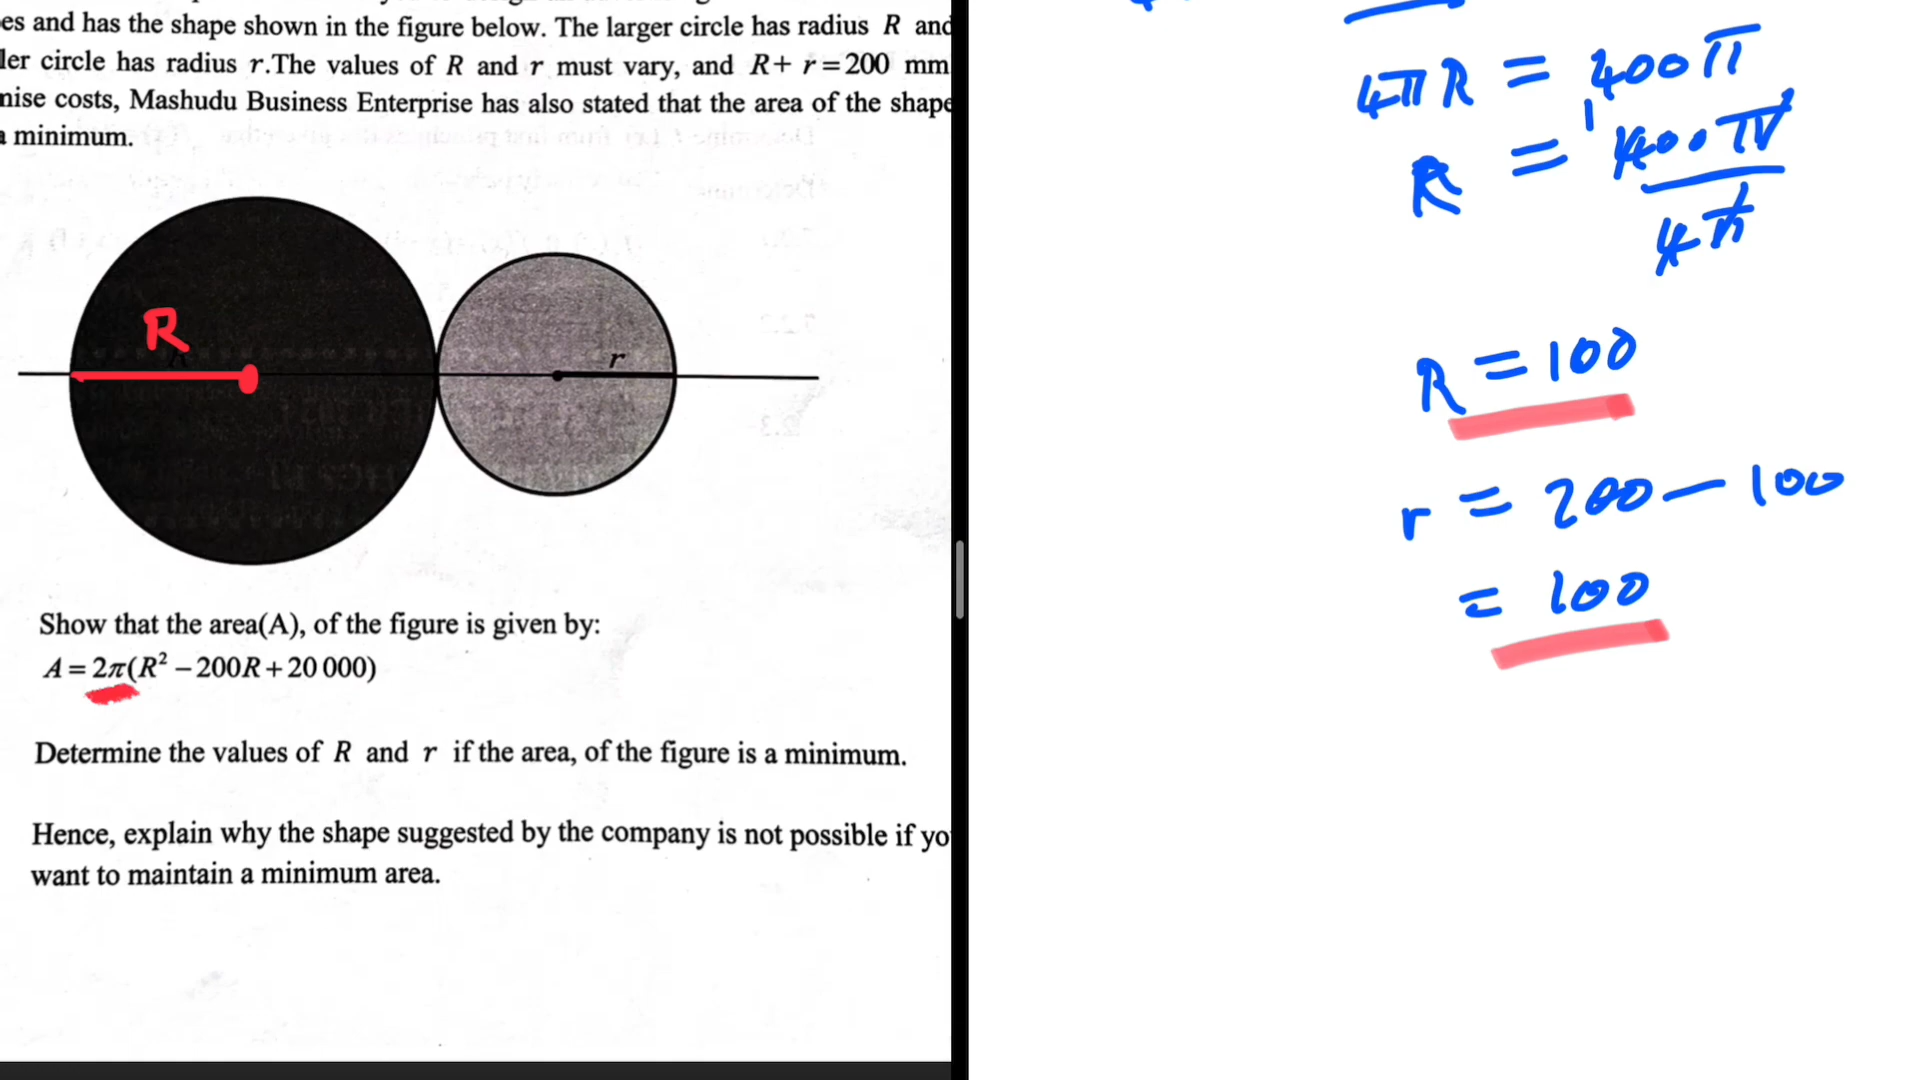 es and has the shape shown in the figure below. The larger circle has radius R and
ler circle has radius r.The values of R and r must vary, and R+ r = 200 mm
nise costs, Mashudu Business Enterprise has also stated that the area of the shape
a minimum.
R
r
Show that the area(A), of the figure is given by:
A = 2π(R² – 200R + 20 000)
Determine the values of R and r if the area, of the figure is a minimum.
Hence, explain why the shape suggested by the company is not possible if yo
want to maintain a minimum area.
4πR = 400π
R = 400π
4π
R = 100
r = 200 – 100
= 100